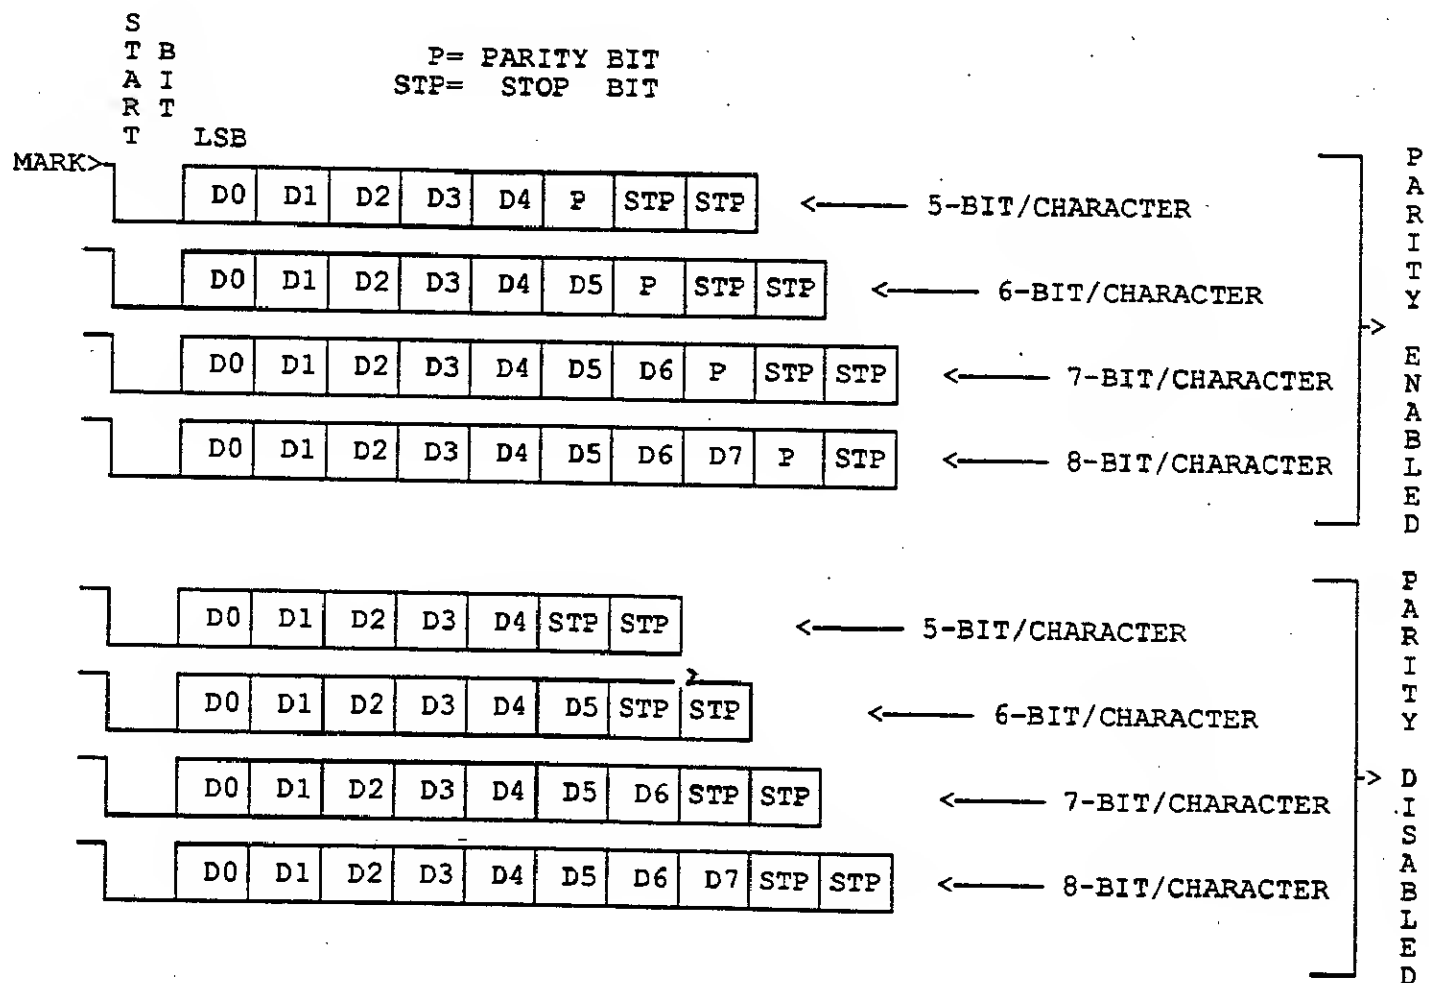 START
BIT
P= PARITY BIT
STP= STOP BIT
LSB
MARK>
D0 D1 D2 D3 D4 P STP STP <—— 5-BIT/CHARACTER
D0 D1 D2 D3 D4 D5 P STP STP <—— 6-BIT/CHARACTER
D0 D1 D2 D3 D4 D5 D6 P STP STP <—— 7-BIT/CHARACTER
D0 D1 D2 D3 D4 D5 D6 D7 P STP <—— 8-BIT/CHARACTER
PARITY ENABLED
D0 D1 D2 D3 D4 STP STP <—— 5-BIT/CHARACTER
D0 D1 D2 D3 D4 D5 STP STP <—— 6-BIT/CHARACTER
D0 D1 D2 D3 D4 D5 D6 STP STP <—— 7-BIT/CHARACTER
D0 D1 D2 D3 D4 D5 D6 D7 STP STP <—— 8-BIT/CHARACTER
PARITY DISABLED